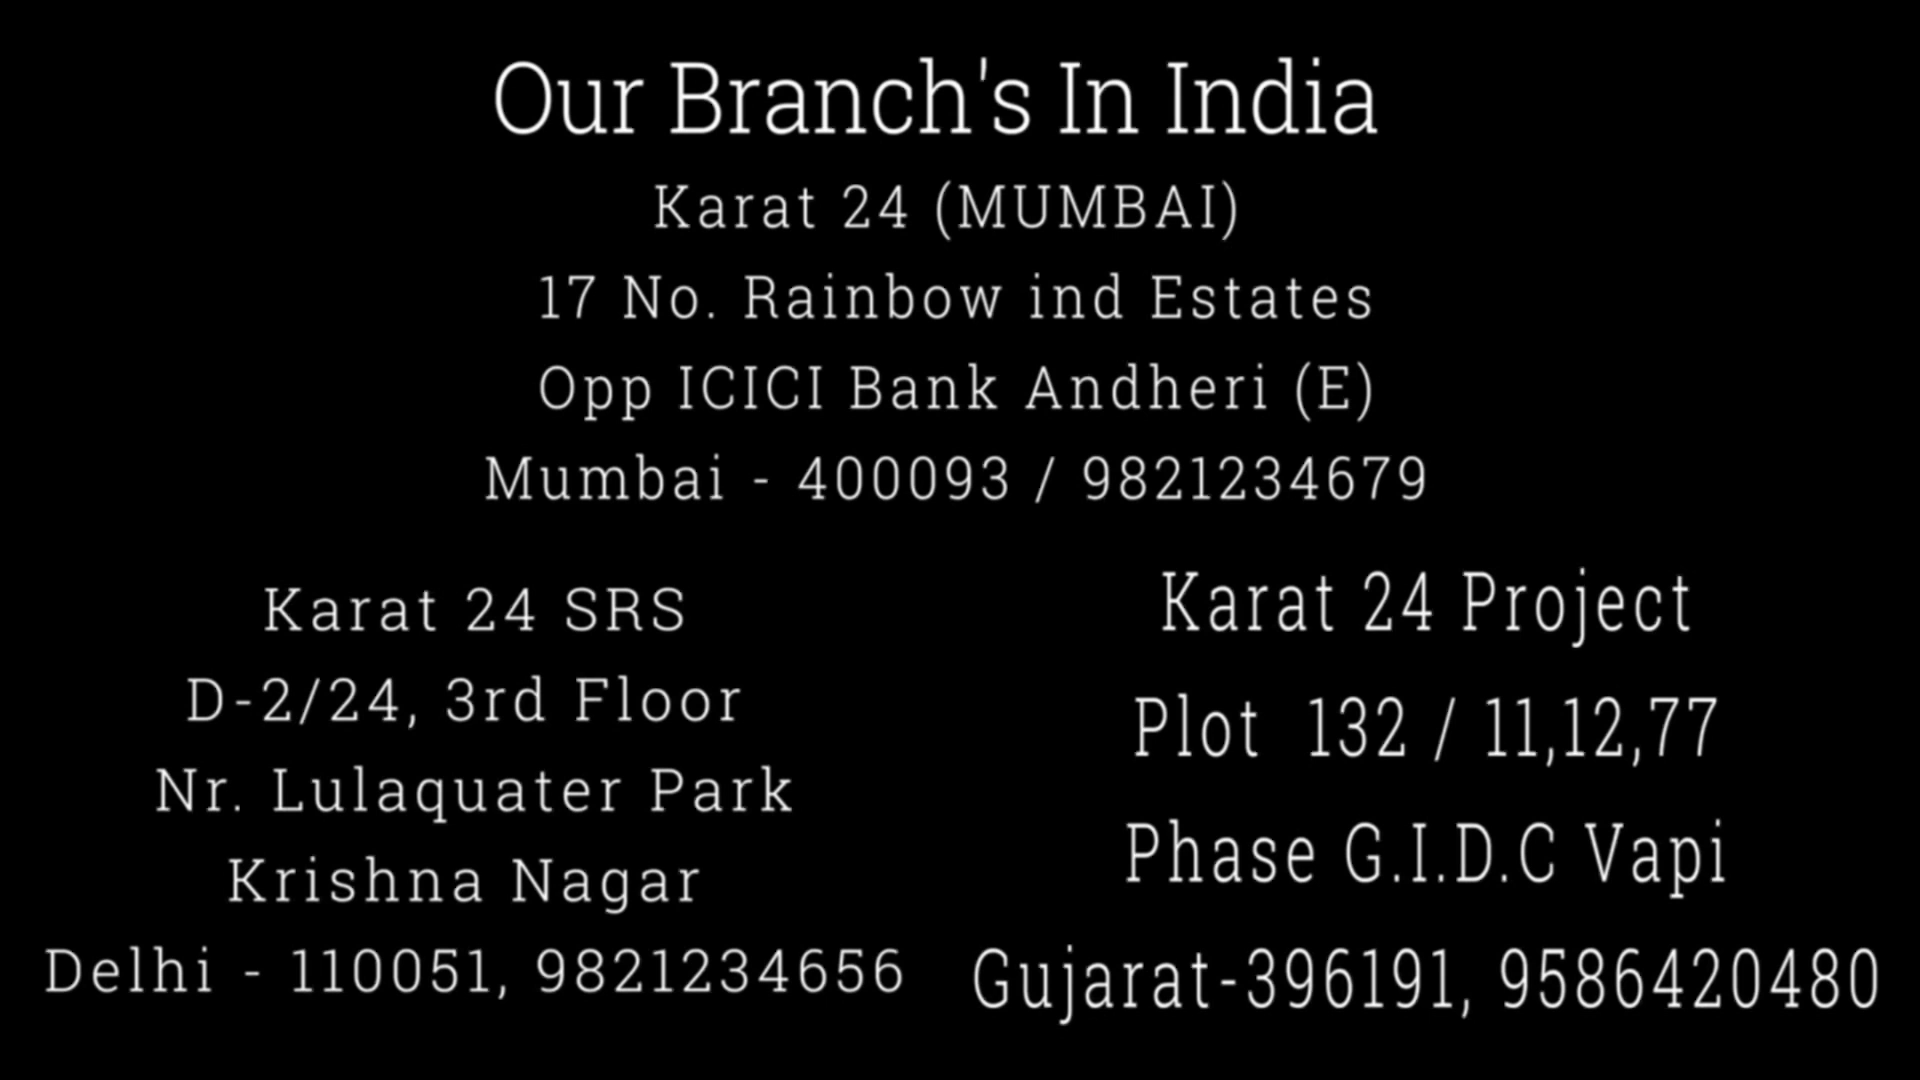 Our Branch's In India
Karat 24 (MUMBAI)
17 No. Rainbow ind Estates
Opp ICICI Bank Andheri (E)
Mumbai - 400093 / 9821234679
Karat 24 SRS
D-2/24, 3rd Floor
Nr. Lulaquater Park
Krishna Nagar
Delhi - 110051, 9821234656
Karat 24 Project
Plot 132 / 11,12,77
Phase G.I.D.C Vapi
Gujarat-396191, 9586420480